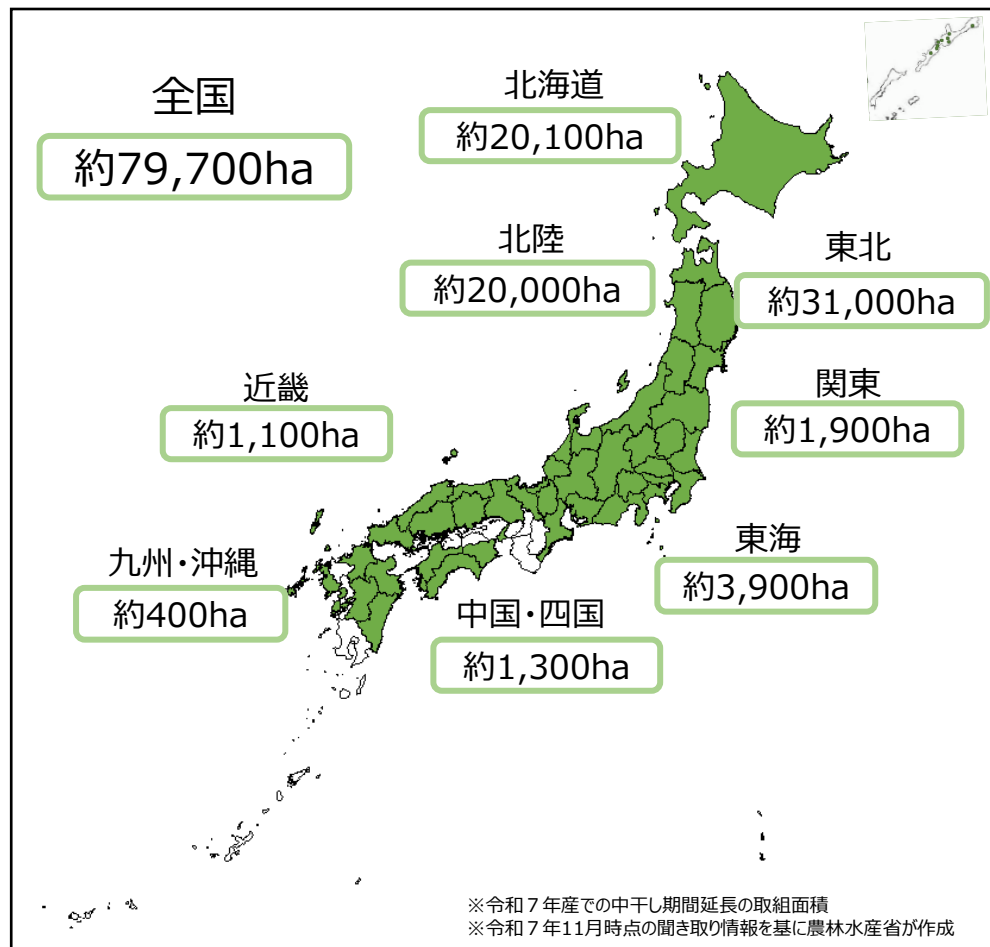 全国
約79,700ha
北海道
約20,100ha
北陸
約20,000ha
東北
約31,000ha
近畿
約1,100ha
関東
約1,900ha
九州・沖縄
約400ha
中国・四国
約1,300ha
東海
約3,900ha
※令和７年産での中干し期間延長の取組面積
※令和７年11月時点の聞き取り情報を基に農林水産省が作成